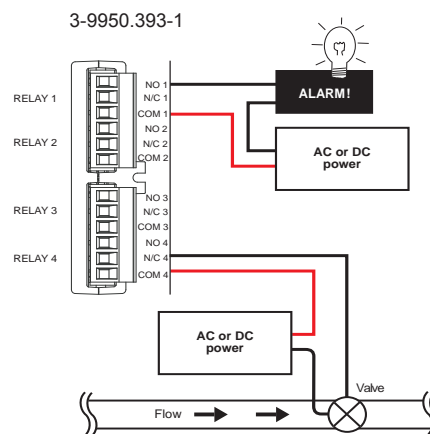 3-9950.393-1
RELAY 1
NO 1
N/C 1
COM 1
RELAY 2
NO 2
N/C 2
COM 2
RELAY 3
NO 3
N/C 3
COM 3
RELAY 4
NO 4
N/C 4
COM 4
ALARM!
AC or DC
power
AC or DC
power
Valve
Flow